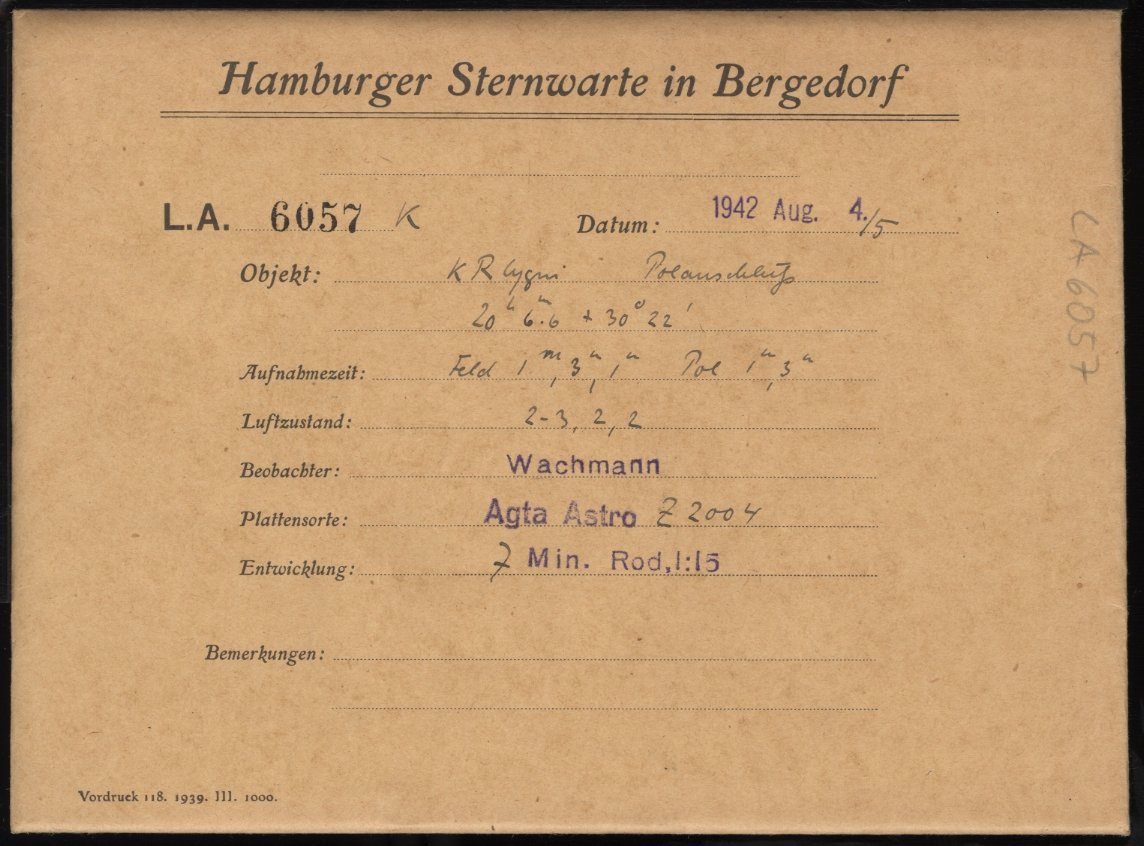 Hamburger Sternwarte in Bergedorf
L.A. 6057 K
Datum: 1942 Aug. 4./5
Objekt: KR Cygni Polanschluß
20ʰ 6.ᵐ6 + 30° 22'
Aufnahmezeit: Feld 1ᵐ, 3ᵐ, 1ᵐ Pol 1ᵐ, 3ᵐ
Luftzustand: 2-3, 2, 2
Beobachter: Wachmann
Plattensorte: Agfa Astro Z 2004
Entwicklung: 7 Min. Rod,1:15
Bemerkungen:
Vordruck 118. 1939. III. 1000.
LA 6057